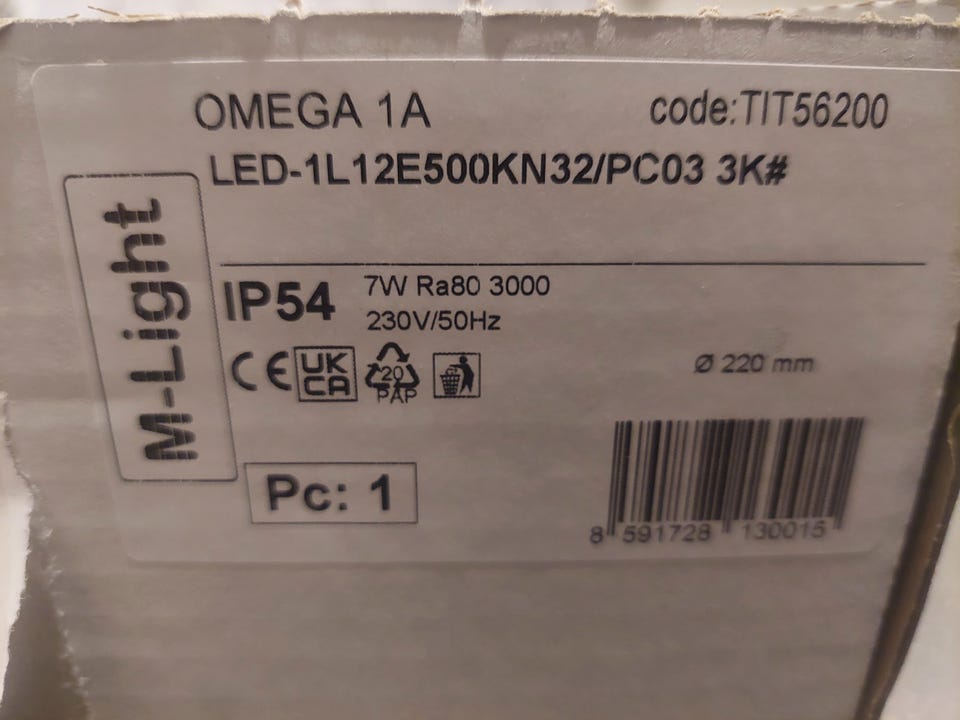 OMEGA 1A code:TIT56200
LED-1L12E500KN32/PC03 3K#
M-Light
IP54
7W Ra80 3000
230V/50Hz
CE
UK
CA
20
PAP
Ø 220 mm
Pc: 1
8 591728 130015